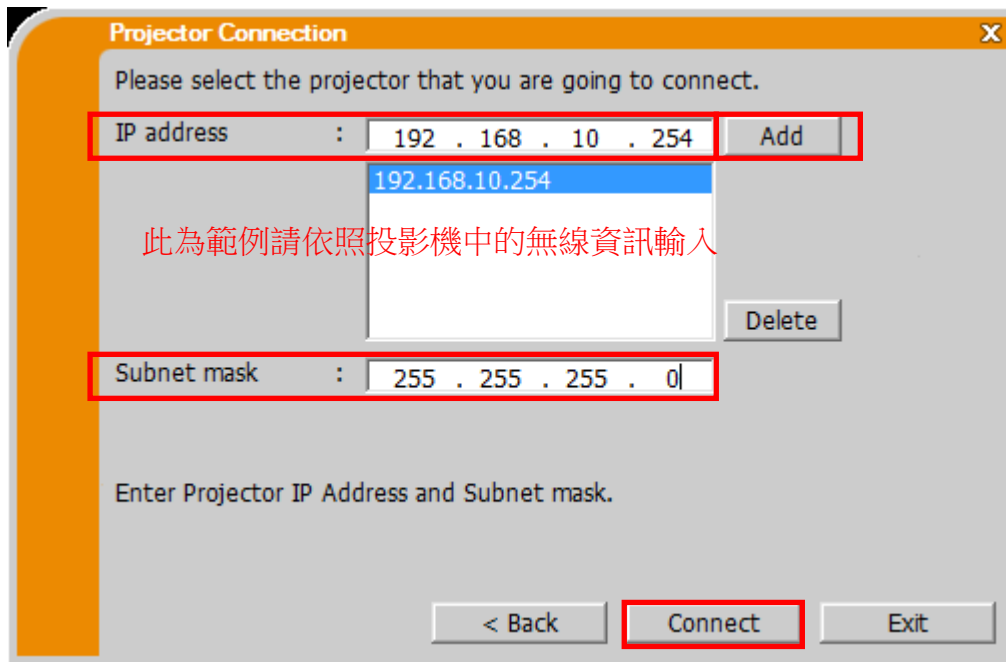 Projector Connection X
Please select the projector that you are going to connect.
IP address : 192 . 168 . 10 . 254 Add
192.168.10.254
此為範例請依照投影機中的無線資訊輸入
Delete
Subnet mask : 255 . 255 . 255 . 0
Enter Projector IP Address and Subnet mask.
< Back Connect Exit